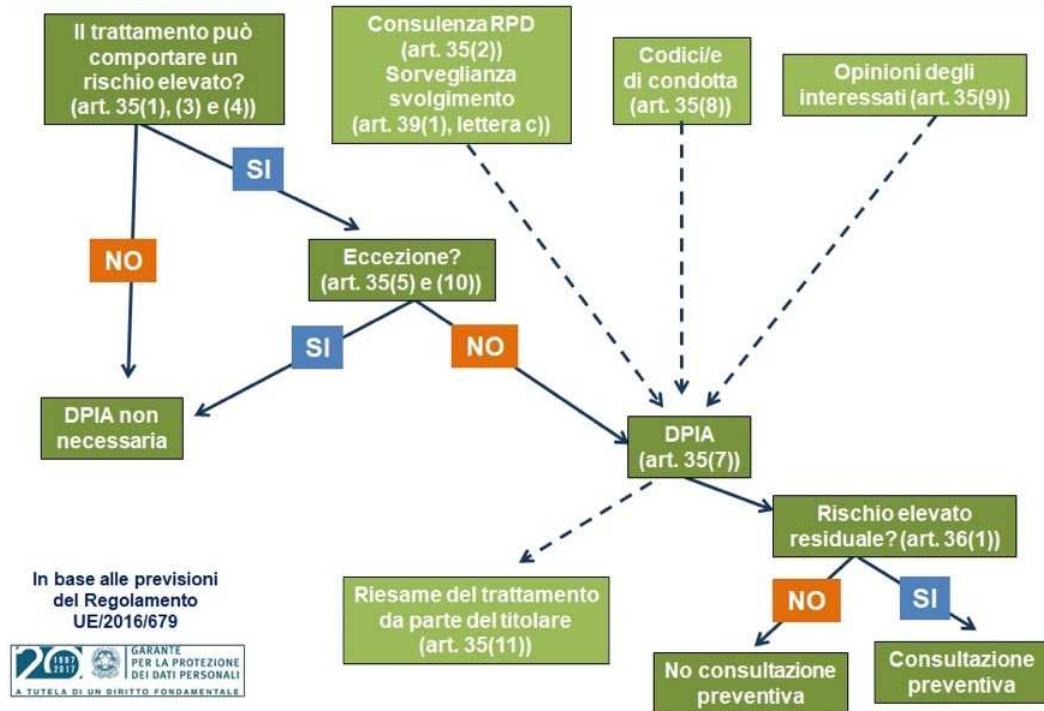 Il trattamento può
comportare un
rischio elevato?
(art. 35(1), (3) e (4))
Consulenza RPD
(art. 35(2))
Sorveglianza
svolgimento
(art. 39(1), lettera c))
Codici/e
di condotta
(art. 35(8))
Opinioni degli
interessati (art. 35(9))
SI
NO
Eccezione?
(art. 35(5) e (10))
SI
NO
DPIA non
necessaria
DPIA
(art. 35(7))
Rischio elevato
residuale? (art. 36(1))
In base alle previsioni
del Regolamento
UE/2016/679
Riesame del trattamento
da parte del titolare
(art. 35(11))
NO
SI
No consultazione
preventiva
Consultazione
preventiva
20 1997
2017
GARANTE
PER LA PROTEZIONE
DEI DATI PERSONALI
A TUTELA DI UN DIRITTO FONDAMENTALE